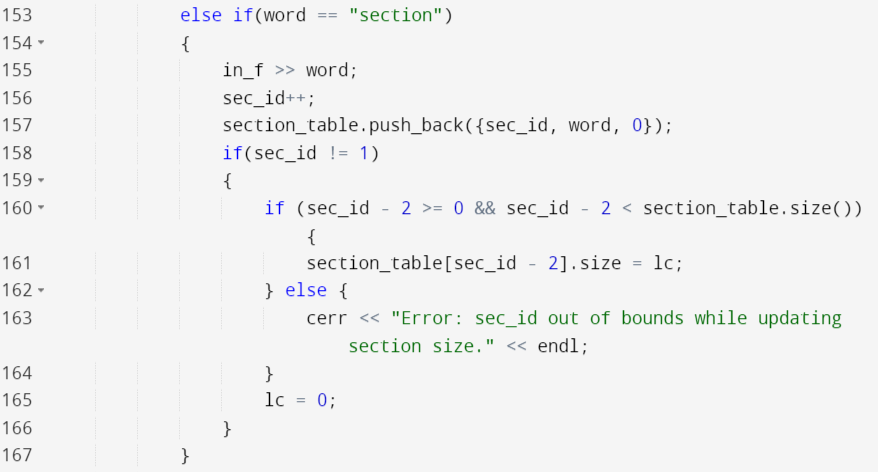 153 else if(word == "section")
154 {
155 in_f >> word;
156 sec_id++;
157 section_table.push_back({sec_id, word, 0});
158 if(sec_id != 1)
159 {
160 if (sec_id - 2 >= 0 && sec_id - 2 < section_table.size())
{
161 section_table[sec_id - 2].size = lc;
162 } else {
163 cerr << "Error: sec_id out of bounds while updating
section size." << endl;
164 }
165 lc = 0;
166 }
167 }